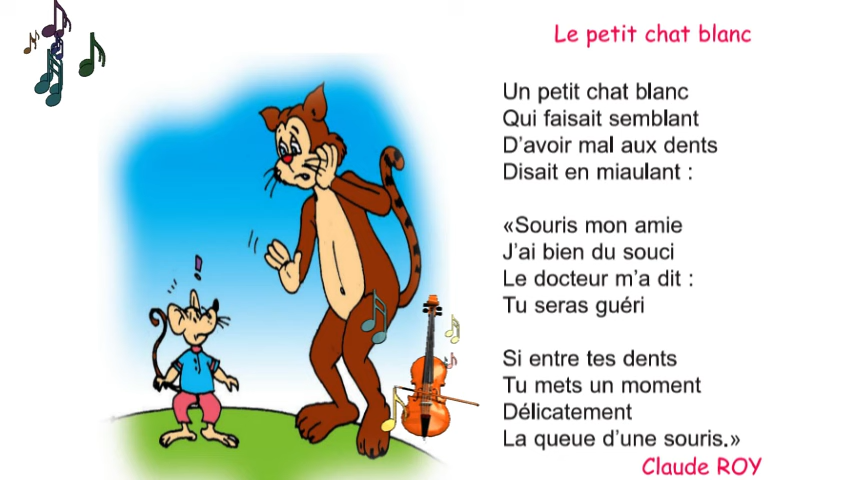 Le petit chat blanc
Un petit chat blanc
Qui faisait semblant
D'avoir mal aux dents
Disait en miaulant :
«Souris mon amie
J'ai bien du souci
Le docteur m'a dit :
Tu seras guéri
Si entre tes dents
Tu mets un moment
Délicatement
La queue d'une souris.»
Claude ROY